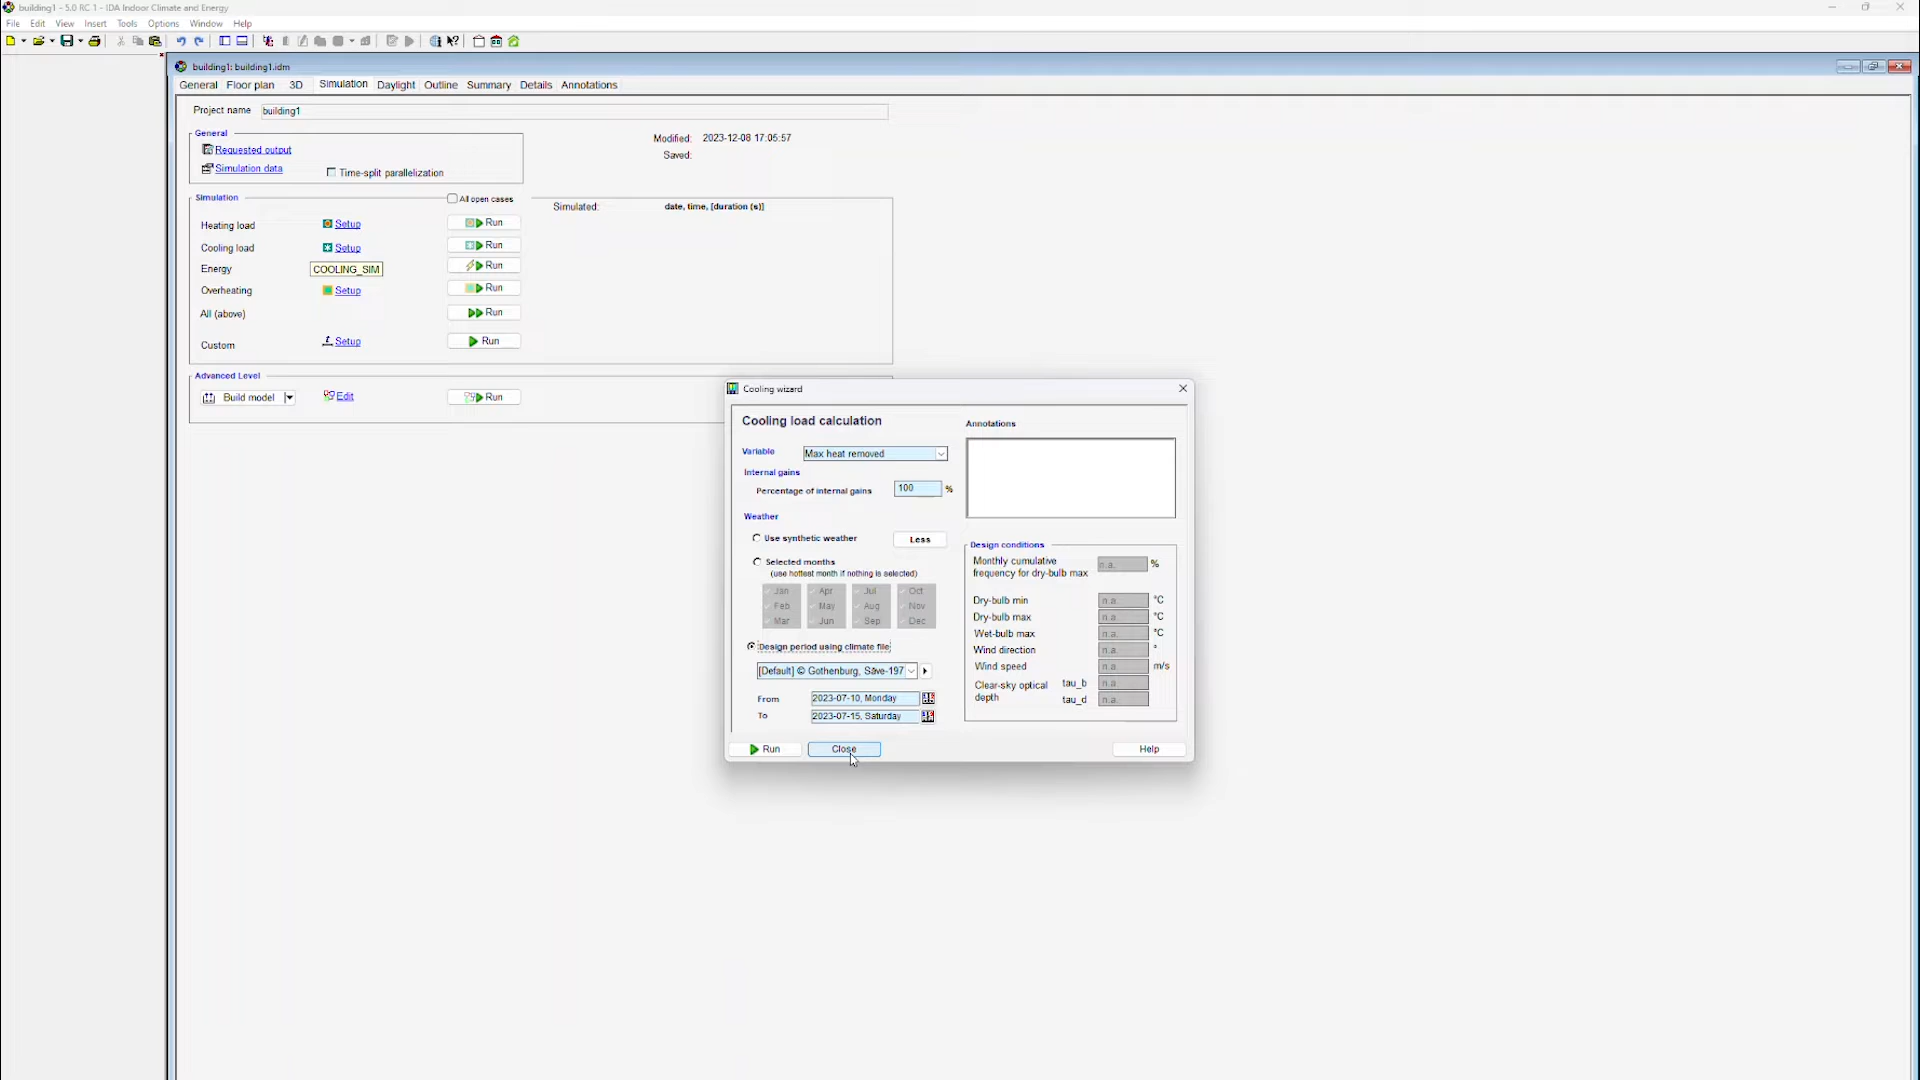 building1 - 5.0 RC 1 - IDA Indoor Climate and Energy
File Edit View Insert Tools Options Window Help
building1: building1.idm
General Floor plan 3D Simulation Daylight Outline Summary Details Annotations
Project name building1
General
Requested output
Simulation data
Time-split parallelization
Modified: 2023-12-08 17:05:57
Saved:
Simulation
All open cases
Simulated: date, time, [duration (s)]
Heating load Setup Run
Cooling load Setup Run
Energy COOLING_SIM Run
Overheating Setup Run
All (above) Run
Custom Setup Run
Advanced Level
Build model Edit Run
Cooling wizard
Cooling load calculation
Variable Max heat removed
Internal gains
Percentage of internal gains 100 %
Weather
Use synthetic weather Less
Selected months
(use hottest month if nothing is selected)
Jan Apr Jul Oct
Feb May Aug Nov
Mar Jun Sep Dec
Design period using climate file
[Default] © Gothenburg, Säve-197
From 2023-07-10, Monday
To 2023-07-15, Saturday
Annotations
Design conditions
Monthly cumulative
frequency for dry-bulb max n.a. %
Dry-bulb min n.a. °C
Dry-bulb max n.a. °C
Wet-bulb max n.a. °C
Wind direction n.a. °
Wind speed n.a. m/s
Clear-sky optical
depth
tau_b n.a.
tau_d n.a.
Run Close Help